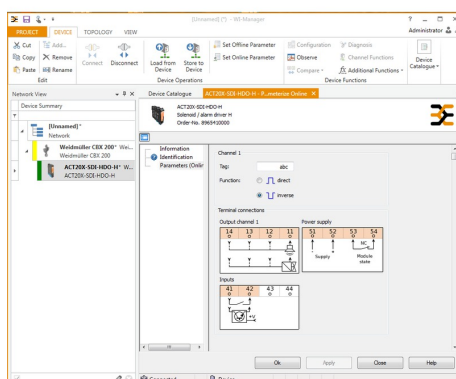 [Unnamed] (*) - WI-Manager
PROJECT DEVICE TOPOLOGY VIEW Administrator
Cut Add...
Copy Remove
Paste Rename
Edit
Connect Disconnect
Load from Device Store to Device
Set Offline Parameter
Set Online Parameter
Device Operations
Configuration Diagnosis
Observe Channel Functions
Compare Additional Functions
Device Functions
Device Catalogue
Network View
Device Summary
[Unnamed]*
Network
Weidmüller CBX 200* Wei...
Weidmüller CBX 200
ACT20X-SDI-HDO-H* W...
ACT20X-SDI-HDO-H
Device Catalogue ACT20X-SDI-HDO-H - P...meterise Online
ACT20X-SDI-HDO-H
Solenoid / alarm driver H
Order-No. 8965410000
Information
Identification
Parameters (Onlin
Channel 1
Tag: abc
Function: direct
inverse
Terminal connections
Output channel 1 Power supply
14 13 12 11 51 52 53 54
NC
Supply Module state
Inputs
41 42 43 44
+V
Ok Apply Close Help
Connected Device